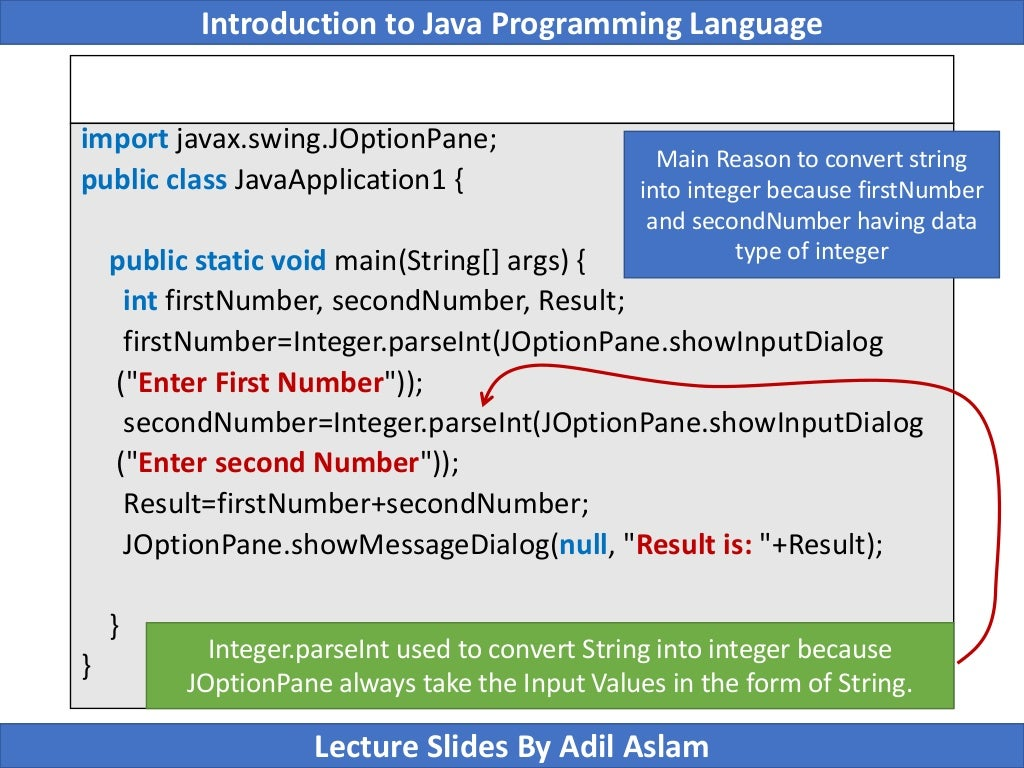 Introduction to Java Programming Language
import javax.swing.JOptionPane;
public class JavaApplication1 {
Main Reason to convert string
into integer because firstNumber
and secondNumber having data
type of integer
public static void main(String[] args) {
int firstNumber, secondNumber, Result;
firstNumber=Integer.parseInt(JOptionPane.showInputDialog
("Enter First Number"));
secondNumber=Integer.parseInt(JOptionPane.showInputDialog
("Enter second Number"));
Result=firstNumber+secondNumber;
JOptionPane.showMessageDialog(null, "Result is: "+Result);
}
}
Integer.parseInt used to convert String into integer because
JOptionPane always take the Input Values in the form of String.
Lecture Slides By Adil Aslam